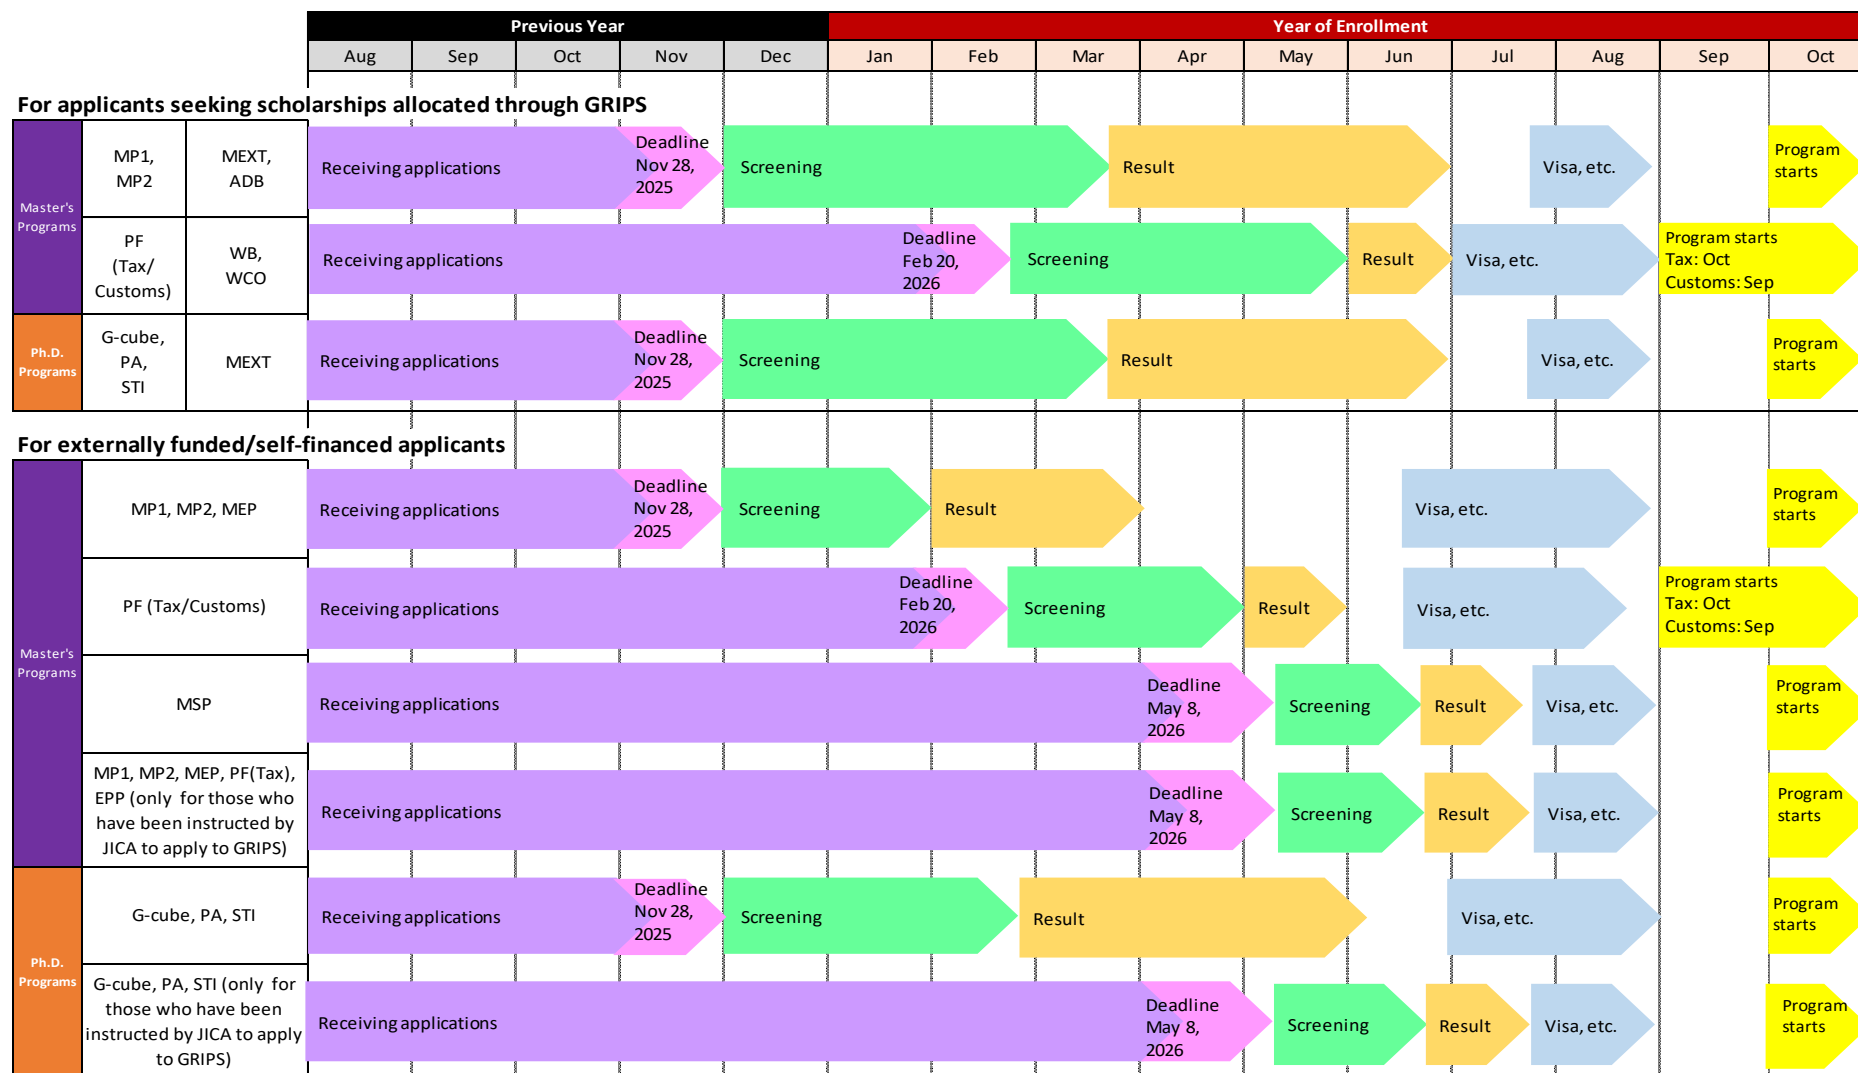 Previous Year
Year of Enrollment
Aug
Sep
Oct
Nov
Dec
Jan
Feb
Mar
Apr
May
Jun
Jul
Aug
Sep
Oct
For applicants seeking scholarships allocated through GRIPS
Master's
Programs
MP1,
MP2
MEXT,
ADB
Receiving applications
Deadline
Nov 28,
2025
Screening
Result
Visa, etc.
Program
starts
PF
(Tax/
Customs)
WB,
WCO
Receiving applications
Deadline
Feb 20,
2026
Screening
Result
Visa, etc.
Program starts
Tax: Oct
Customs: Sep
Ph.D.
Programs
G-cube,
PA,
STI
MEXT
Receiving applications
Deadline
Nov 28,
2025
Screening
Result
Visa, etc.
Program
starts
For externally funded/self-financed applicants
Master's
Programs
MP1, MP2, MEP
Receiving applications
Deadline
Nov 28,
2025
Screening
Result
Visa, etc.
Program
starts
PF (Tax/Customs)
Receiving applications
Deadline
Feb 20,
2026
Screening
Result
Visa, etc.
Program starts
Tax: Oct
Customs: Sep
MSP
Receiving applications
Deadline
May 8,
2026
Screening
Result
Visa, etc.
Program
starts
MP1, MP2, MEP, PF(Tax),
EPP (only for those who
have been instructed by
JICA to apply to GRIPS)
Receiving applications
Deadline
May 8,
2026
Screening
Result
Visa, etc.
Program
starts
Ph.D.
Programs
G-cube, PA, STI
Receiving applications
Deadline
Nov 28,
2025
Screening
Result
Visa, etc.
Program
starts
G-cube, PA, STI (only for
those who have been
instructed by JICA to apply
to GRIPS)
Receiving applications
Deadline
May 8,
2026
Screening
Result
Visa, etc.
Program
starts